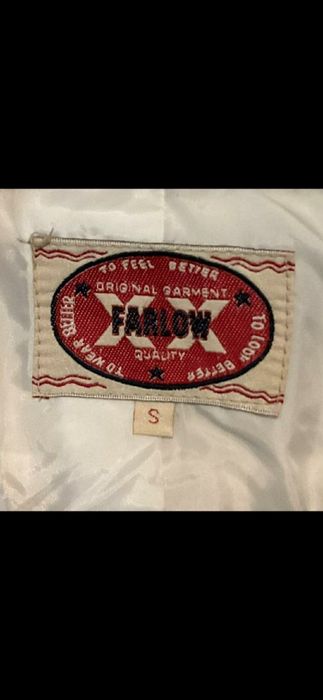 TO FEEL BETTER
ORIGINAL GARMENT
XX
FARLOW
QUALITY
TO WEAR BETTER
TO LOOK BETTER
S